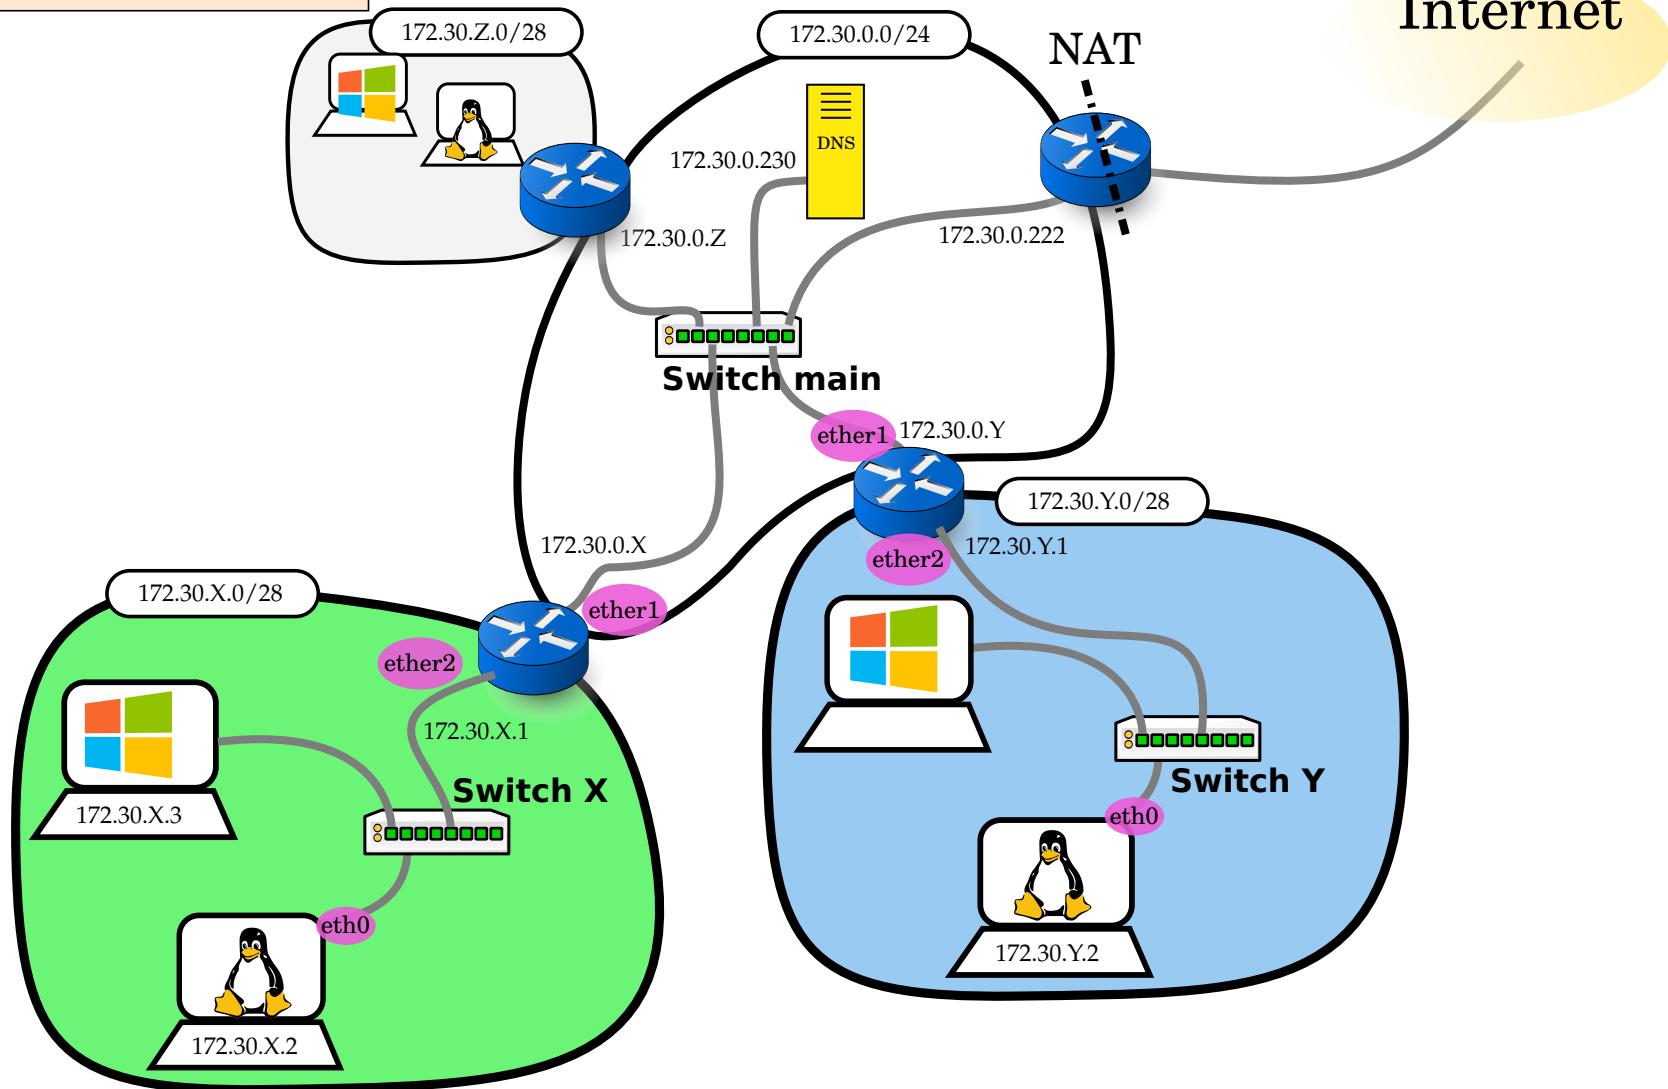 Internet
172.30.Z.0/28
172.30.0.0/24
NAT
DNS
172.30.0.230
172.30.0.Z
172.30.0.222
Switch main
ether1
172.30.0.Y
172.30.Y.0/28
172.30.0.X
ether2
172.30.Y.1
172.30.X.0/28
ether1
ether2
172.30.X.1
Switch X
172.30.X.3
Switch Y
eth0
eth0
172.30.Y.2
172.30.X.2